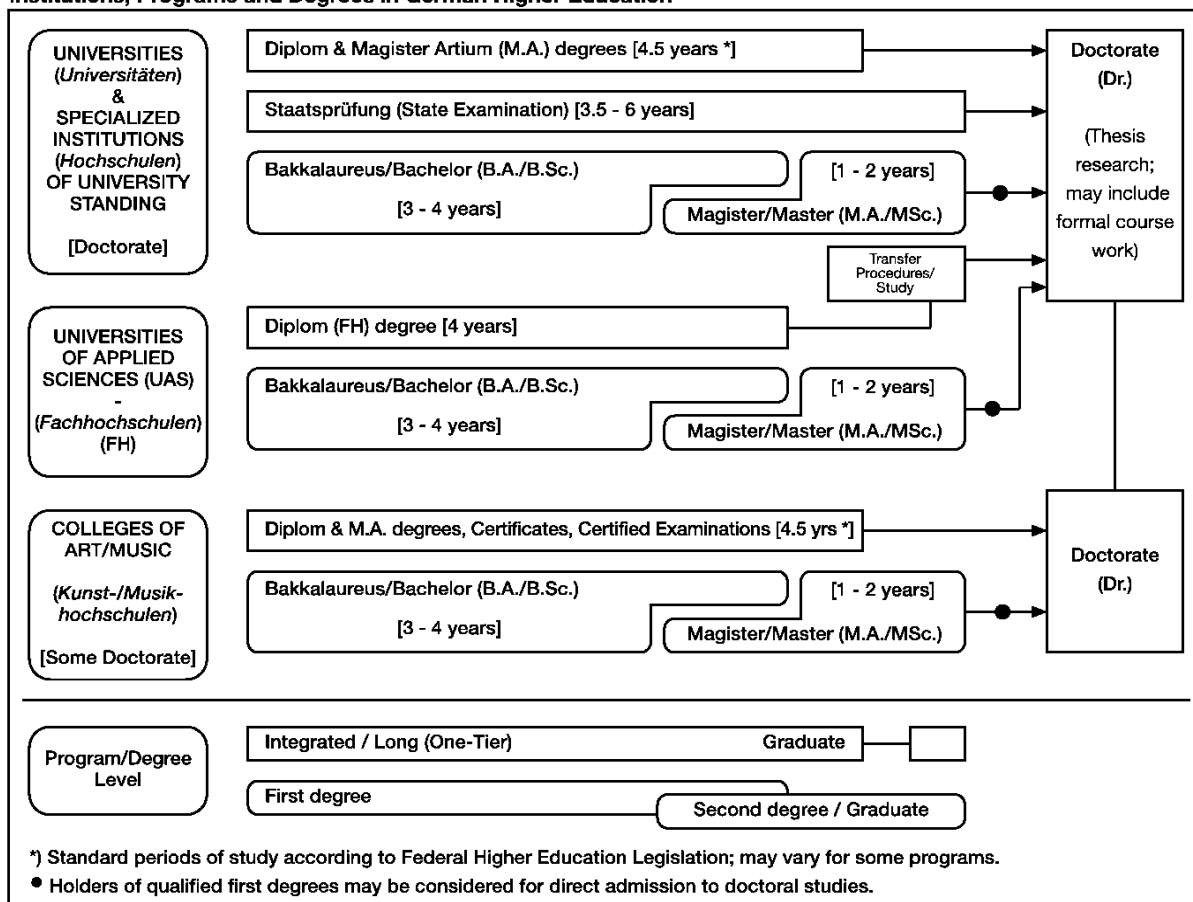 Institutions, Programs and Degrees in German Higher Education
UNIVERSITIES
(Universitäten)
&
SPECIALIZED
INSTITUTIONS
(Hochschulen)
OF UNIVERSITY
STANDING
[Doctorate]
Diplom & Magister Artium (M.A.) degrees [4.5 years *]
Staatsprüfung (State Examination) [3.5 - 6 years]
Bakkalaureus/Bachelor (B.A./B.Sc.)
[3 - 4 years]
[1 - 2 years]
Magister/Master (M.A./MSc.)
Transfer
Procedures/
Study
Doctorate
(Dr.)
(Thesis
research;
may include
formal course
work)
UNIVERSITIES
OF APPLIED
SCIENCES (UAS)
-
(Fachhochschulen)
(FH)
Diplom (FH) degree [4 years]
Bakkalaureus/Bachelor (B.A./B.Sc.)
[3 - 4 years]
[1 - 2 years]
Magister/Master (M.A./MSc.)
COLLEGES OF
ART/MUSIC
(Kunst-/Musik-
hochschulen)
[Some Doctorate]
Diplom & M.A. degrees, Certificates, Certified Examinations [4.5 yrs *]
Bakkalaureus/Bachelor (B.A./B.Sc.)
[3 - 4 years]
[1 - 2 years]
Magister/Master (M.A./MSc.)
Doctorate
(Dr.)
Program/Degree
Level
Integrated / Long (One-Tier)
Graduate
First degree
Second degree / Graduate
*) Standard periods of study according to Federal Higher Education Legislation; may vary for some programs.
● Holders of qualified first degrees may be considered for direct admission to doctoral studies.